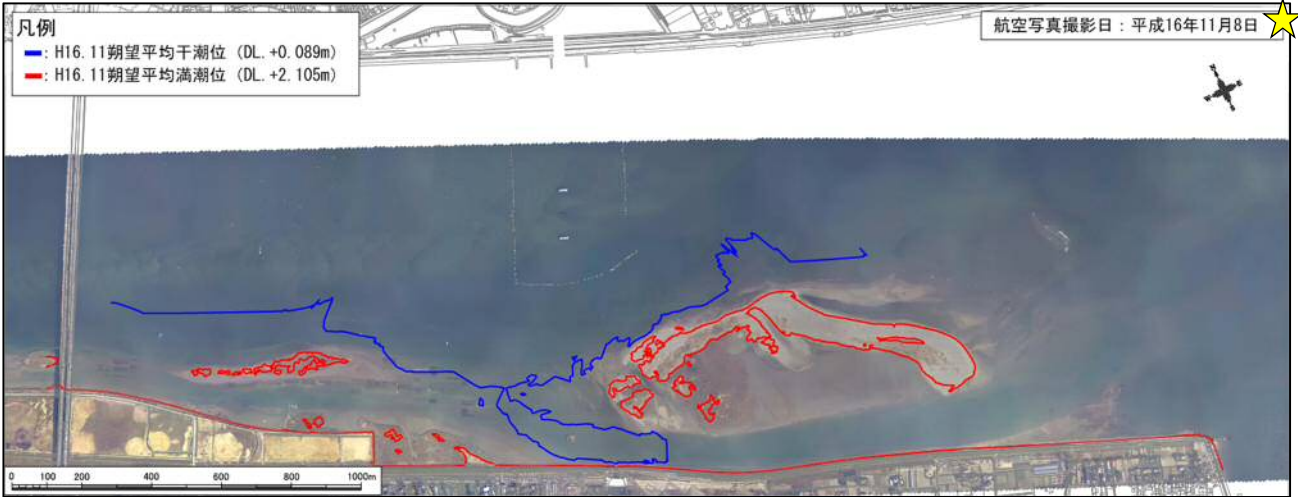 凡例
: H16.11朔望平均干潮位 (DL.+0.089m)
: H16.11朔望平均満潮位 (DL.+2.105m)
航空写真撮影日：平成16年11月8日
0 100 200 400 600 800 1000m